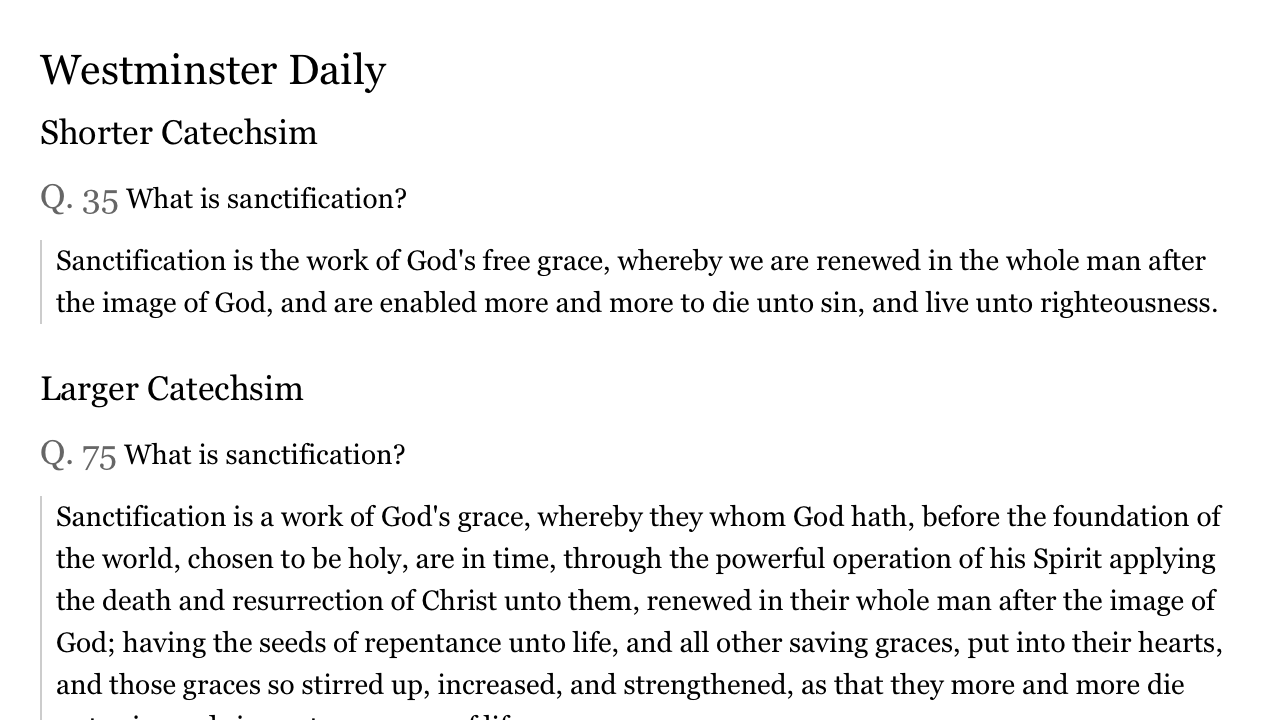 Westminster Daily
Shorter Catechsim
Q. 35 What is sanctification?
Sanctification is the work of God's free grace, whereby we are renewed in the whole man after
the image of God, and are enabled more and more to die unto sin, and live unto righteousness.
Larger Catechsim
Q. 75 What is sanctification?
Sanctification is a work of God's grace, whereby they whom God hath, before the foundation of
the world, chosen to be holy, are in time, through the powerful operation of his Spirit applying
the death and resurrection of Christ unto them, renewed in their whole man after the image of
God; having the seeds of repentance unto life, and all other saving graces, put into their hearts,
and those graces so stirred up, increased, and strengthened, as that they more and more die